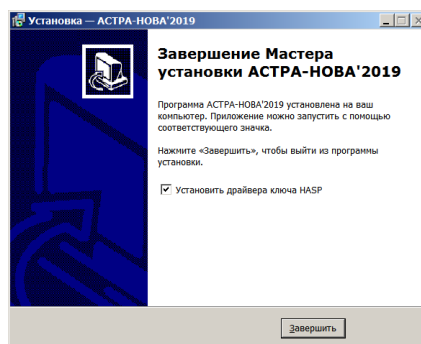 Установка — АСТРА-НОВА'2019
Завершение Мастера
установки АСТРА-НОВА'2019
Программа АСТРА-НОВА'2019 установлена на ваш
компьютер. Приложение можно запустить с помощью
соответствующего значка.
Нажмите «Завершить», чтобы выйти из программы
установки.
Установить драйвера ключа HASP
Завершить